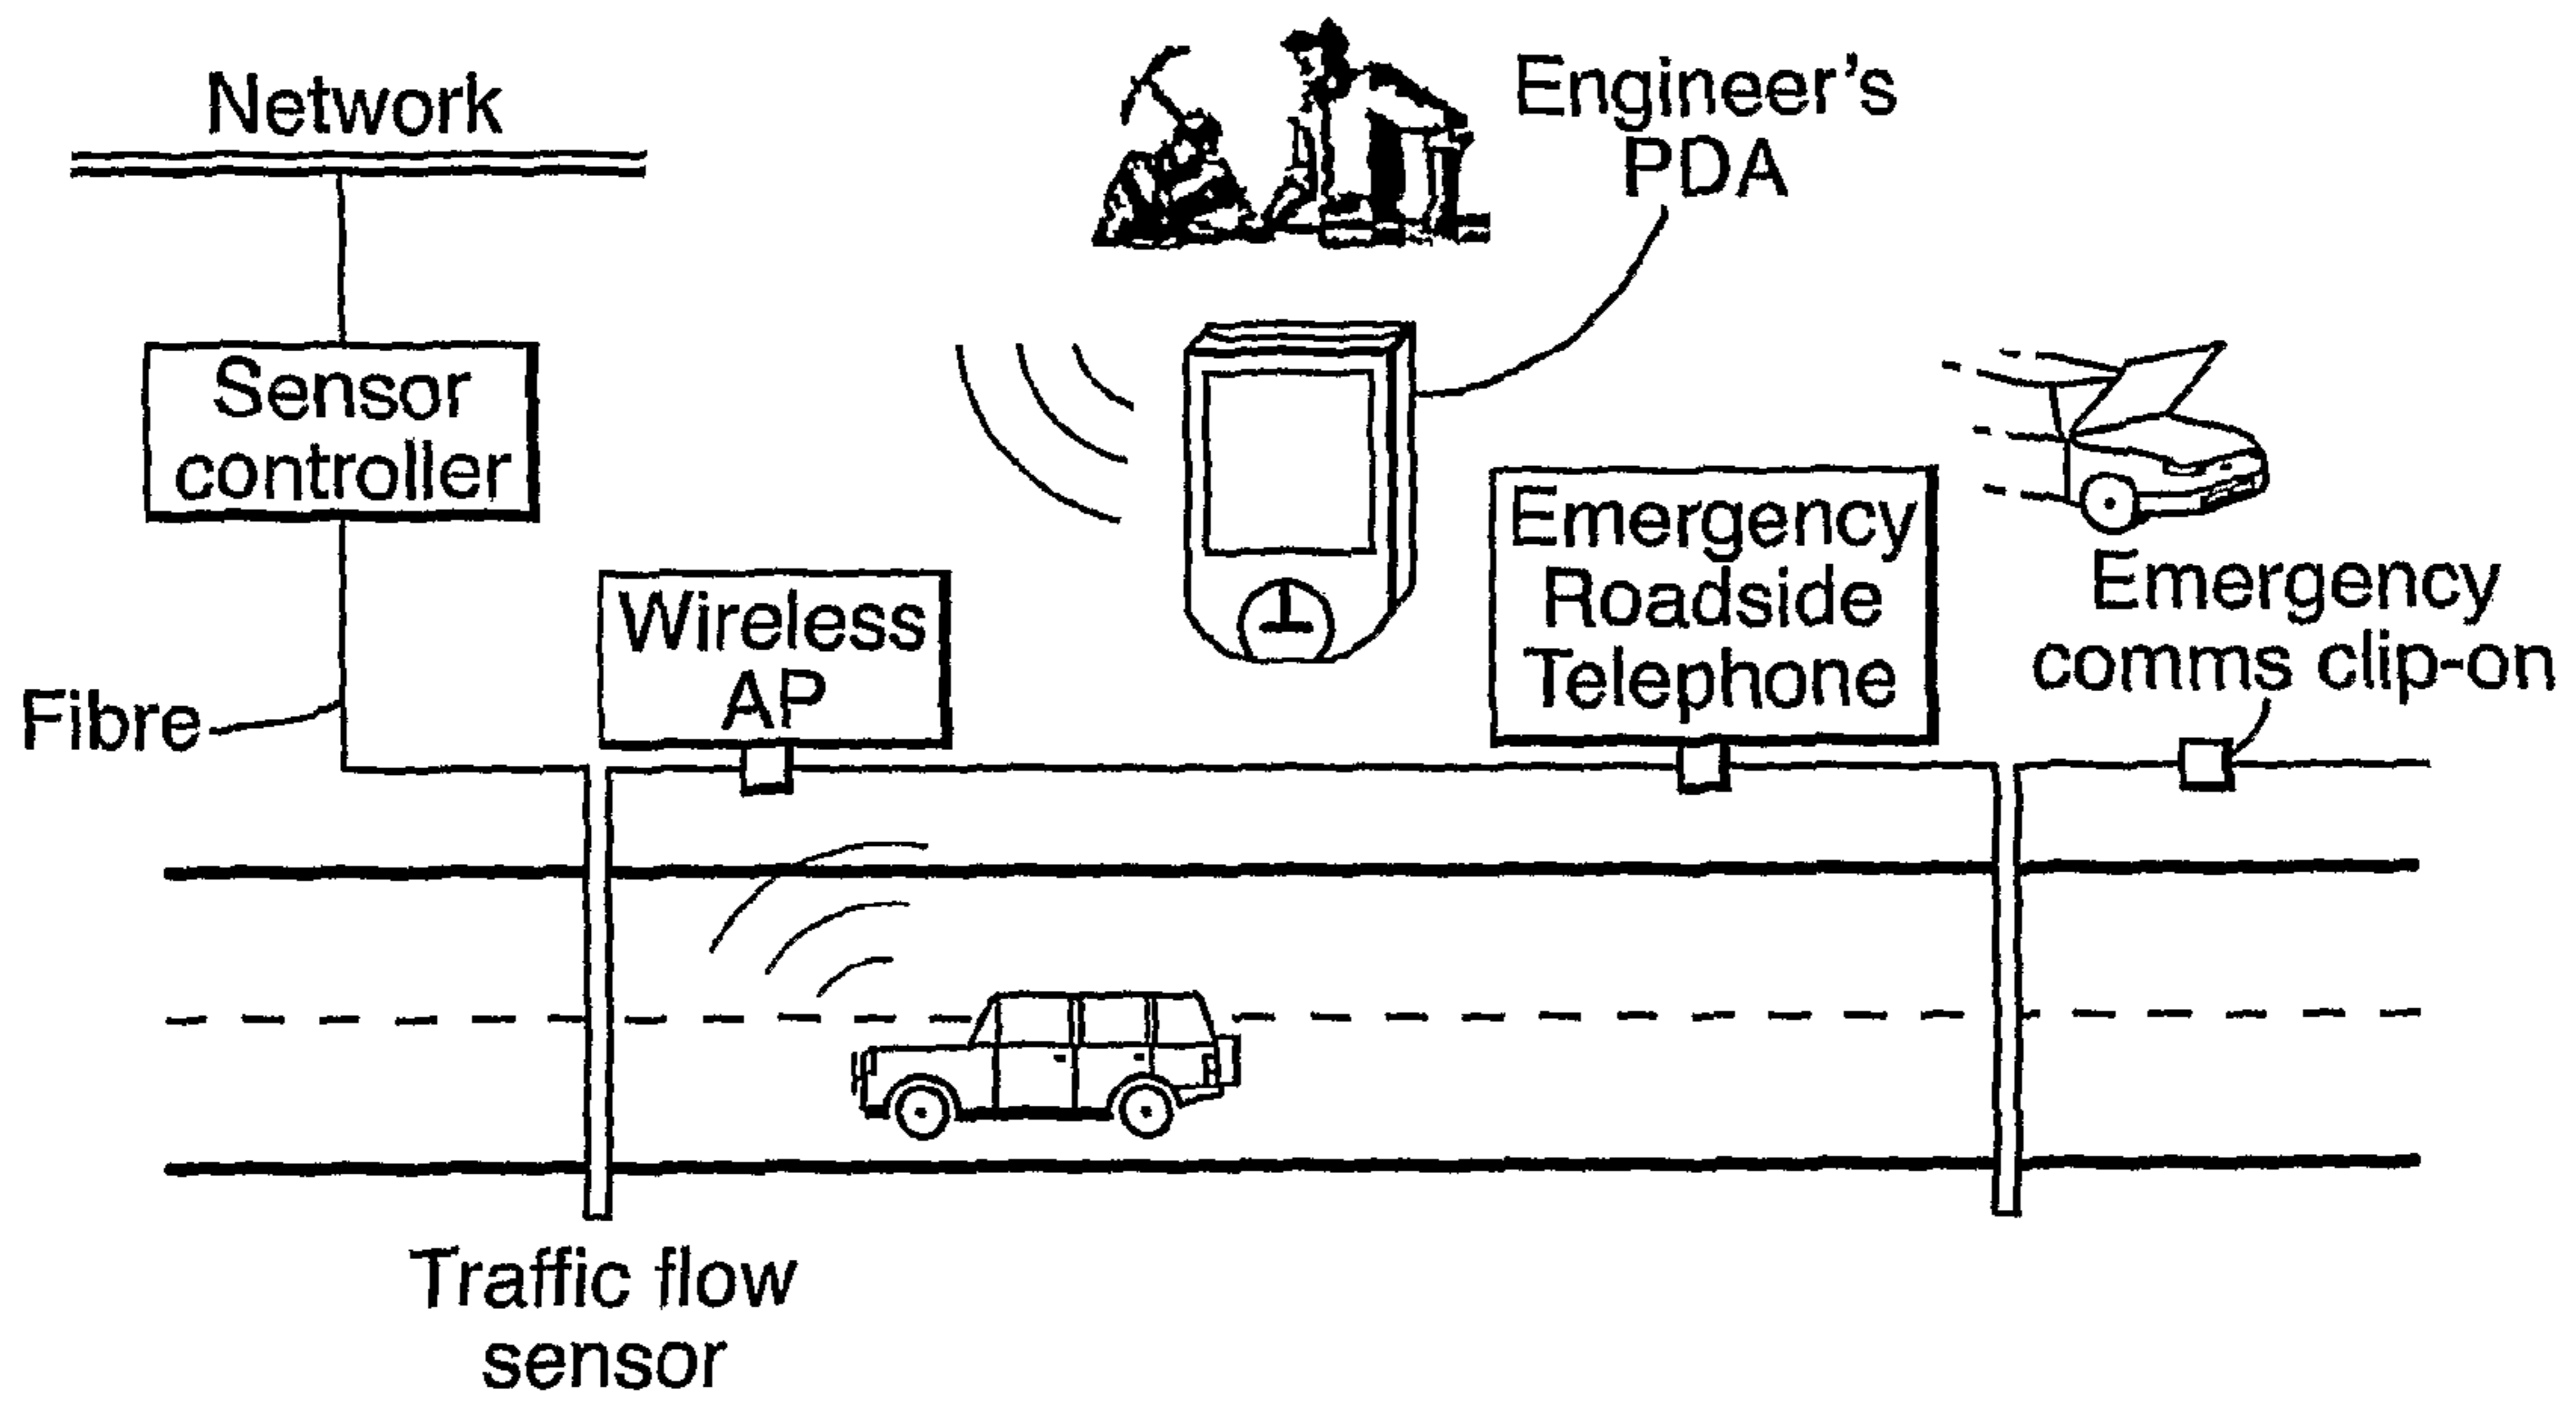 Network
Engineer's
PDA
Sensor
controller
Emergency
Roadside
Telephone
Wireless
AP
Emergency
comms clip-on
Fibre
Traffic flow
sensor